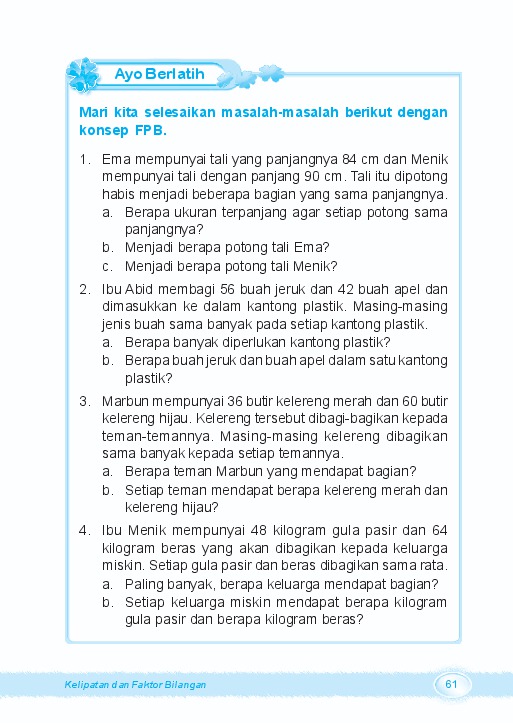 Ayo Berlatih
Mari kita selesaikan masalah-masalah berikut dengan
konsep FPB.
1. Ema mempunyai tali yang panjangnya 84 cm dan Menik
mempunyai tali dengan panjang 90 cm. Tali itu dipotong
habis menjadi beberapa bagian yang sama panjangnya.
a. Berapa ukuran terpanjang agar setiap potong sama
panjangnya?
b. Menjadi berapa potong tali Ema?
c. Menjadi berapa potong tali Menik?
2. Ibu Abid membagi 56 buah jeruk dan 42 buah apel dan
dimasukkan ke dalam kantong plastik. Masing-masing
jenis buah sama banyak pada setiap kantong plastik.
a. Berapa banyak diperlukan kantong plastik?
b. Berapa buah jeruk dan buah apel dalam satu kantong
plastik?
3. Marbun mempunyai 36 butir kelereng merah dan 60 butir
kelereng hijau. Kelereng tersebut dibagi-bagikan kepada
teman-temannya. Masing-masing kelereng dibagikan
sama banyak kepada setiap temannya.
a. Berapa teman Marbun yang mendapat bagian?
b. Setiap teman mendapat berapa kelereng merah dan
kelereng hijau?
4. Ibu Menik mempunyai 48 kilogram gula pasir dan 64
kilogram beras yang akan dibagikan kepada keluarga
miskin. Setiap gula pasir dan beras dibagikan sama rata.
a. Paling banyak, berapa keluarga mendapat bagian?
b. Setiap keluarga miskin mendapat berapa kilogram
gula pasir dan berapa kilogram beras?
Kelipatan dan Faktor Bilangan
61